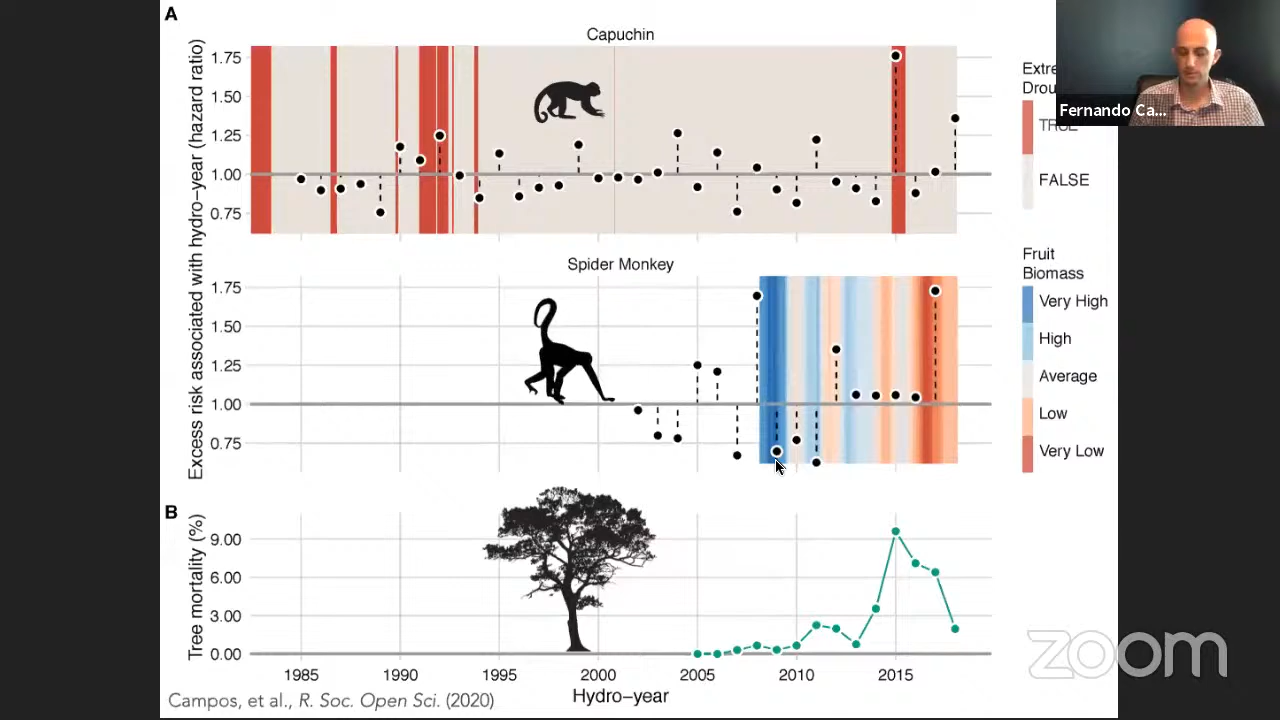 A
Capuchin
Excess risk associated with hydro−year (hazard ratio)
1.75
1.50
1.25
1.00
0.75
Spider Monkey
1.75
1.50
1.25
1.00
0.75
B
Tree mortality (%)
9.00
6.00
3.00
0.00
1985 1990 1995 2000 2005 2010 2015
Hydro−year
Campos, et al., R. Soc. Open Sci. (2020)
TRUE
FALSE
Fruit
Biomass
Very High
High
Average
Low
Very Low
Fernando Ca...
zoom